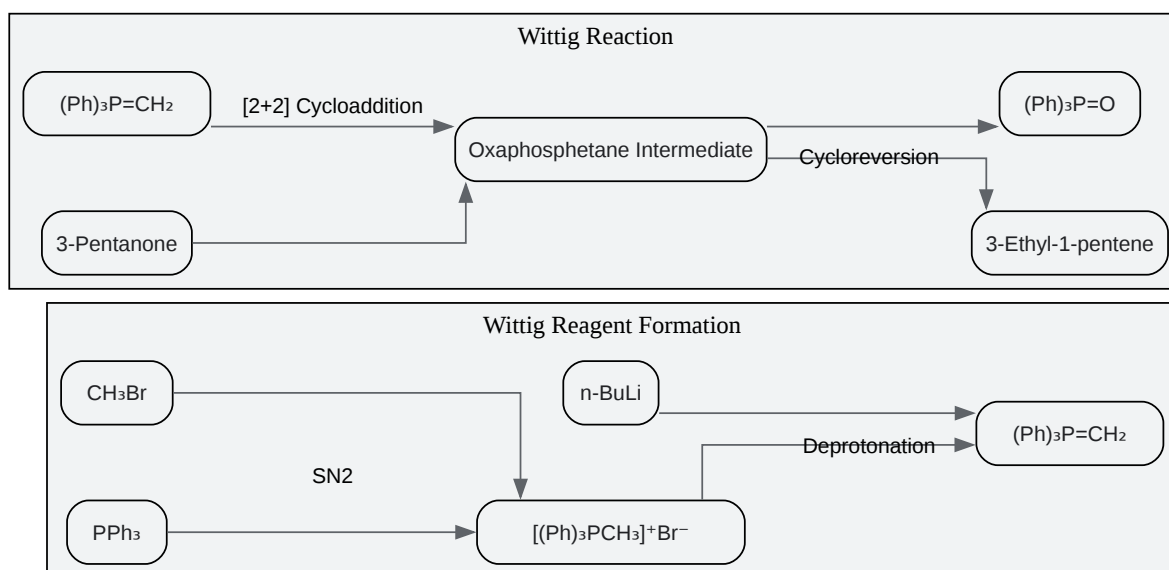 Wittig Reaction
(Ph)₃P=CH₂
[2+2] Cycloaddition
(Ph)₃P=O
Oxaphosphetane Intermediate
Cycloreversion
3-Pentanone
3-Ethyl-1-pentene
Wittig Reagent Formation
CH₃Br
n-BuLi
(Ph)₃P=CH₂
Deprotonation
SN2
PPh₃
[(Ph)₃PCH₃]⁺Br⁻